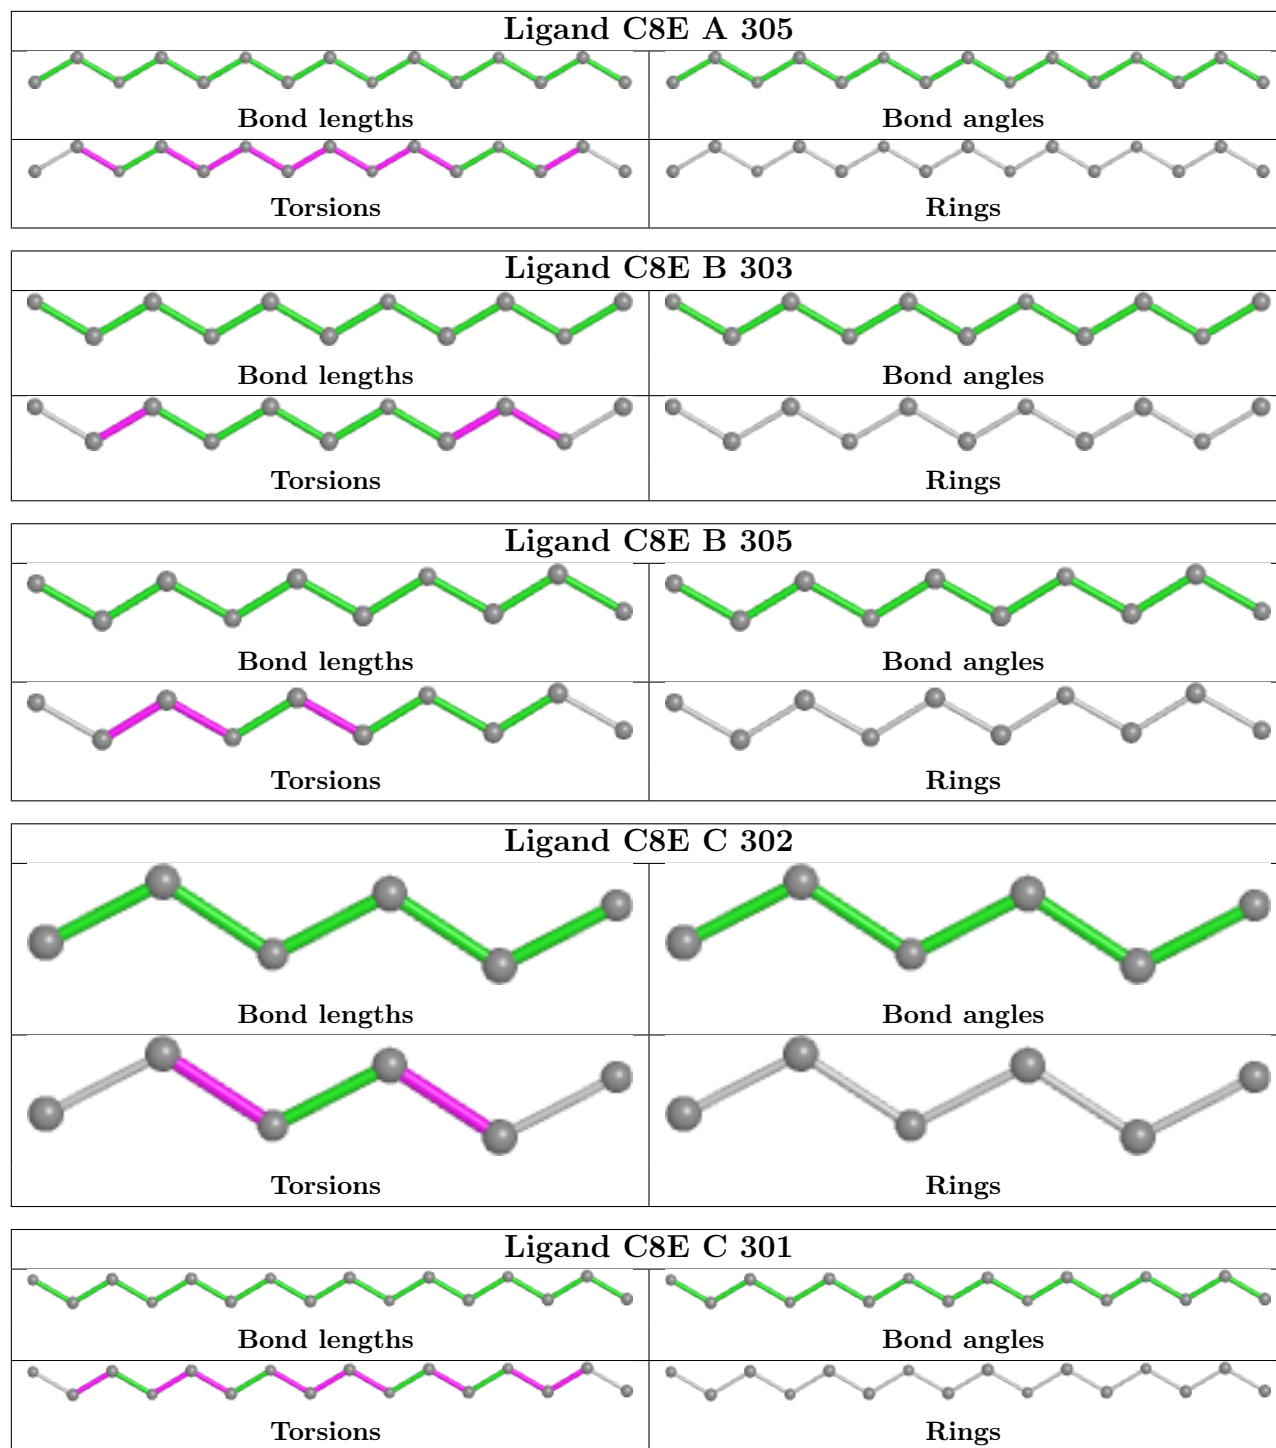 Ligand C8E A 305
Bond lengths
Bond angles
Torsions
Rings
Ligand C8E B 303
Bond lengths
Bond angles
Torsions
Rings
Ligand C8E B 305
Bond lengths
Bond angles
Torsions
Rings
Ligand C8E C 302
Bond lengths
Bond angles
Torsions
Rings
Ligand C8E C 301
Bond lengths
Bond angles
Torsions
Rings